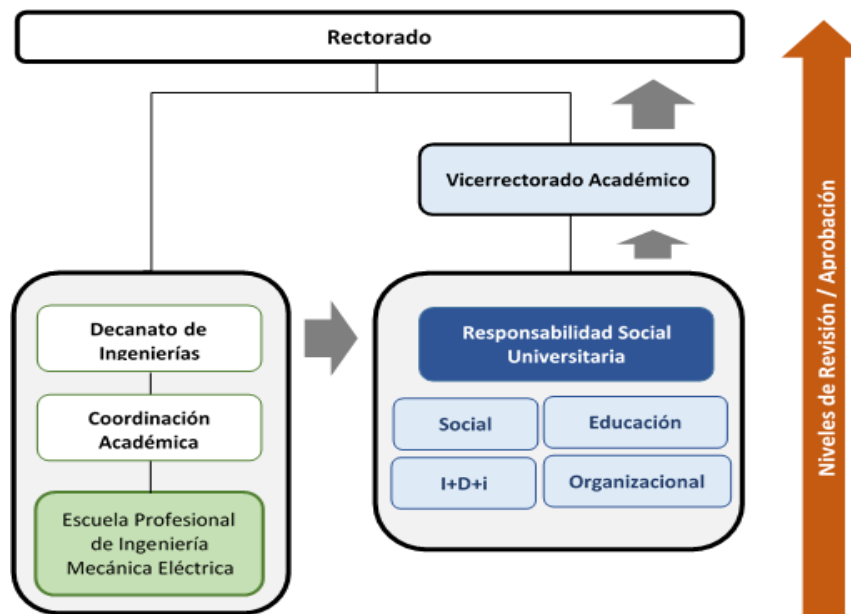 Rectorado
Vicerrectorado Académico
Decanato de
Ingenierías
Coordinación
Académica
Escuela Profesional
de Ingeniería
Mecánica Eléctrica
Responsabilidad Social
Universitaria
Social
Educación
I+D+i
Organizacional
Niveles de Revisión / Aprobación